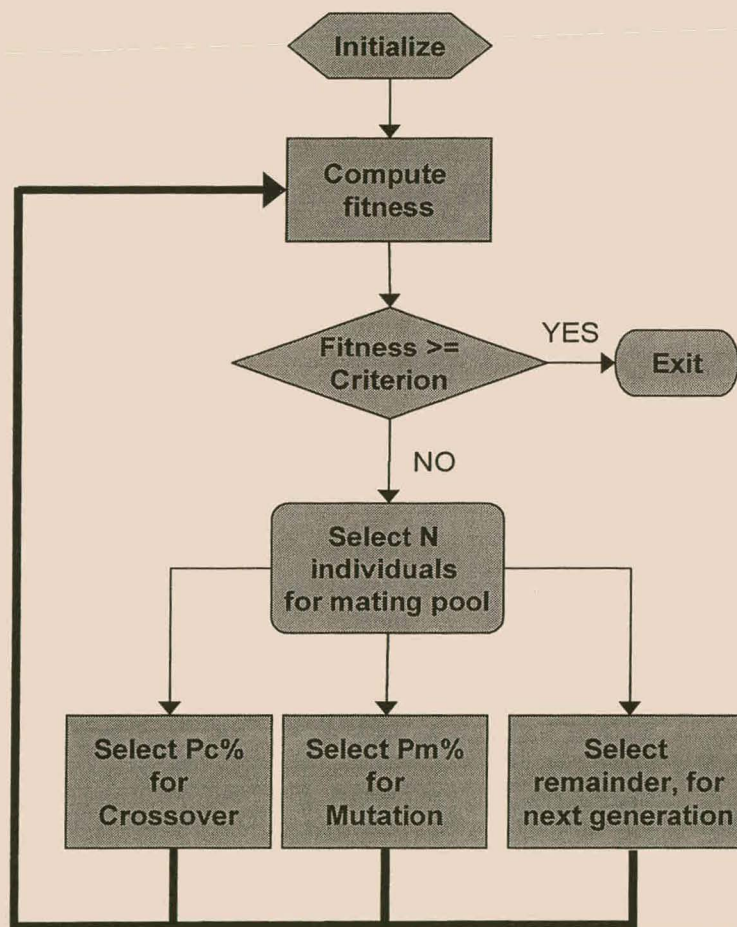 Initialize
Compute
fitness
Fitness >=
Criterion
YES
Exit
NO
Select N
individuals
for mating pool
Select Pc%
for
Crossover
Select Pm%
for
Mutation
Select
remainder, for
next generation